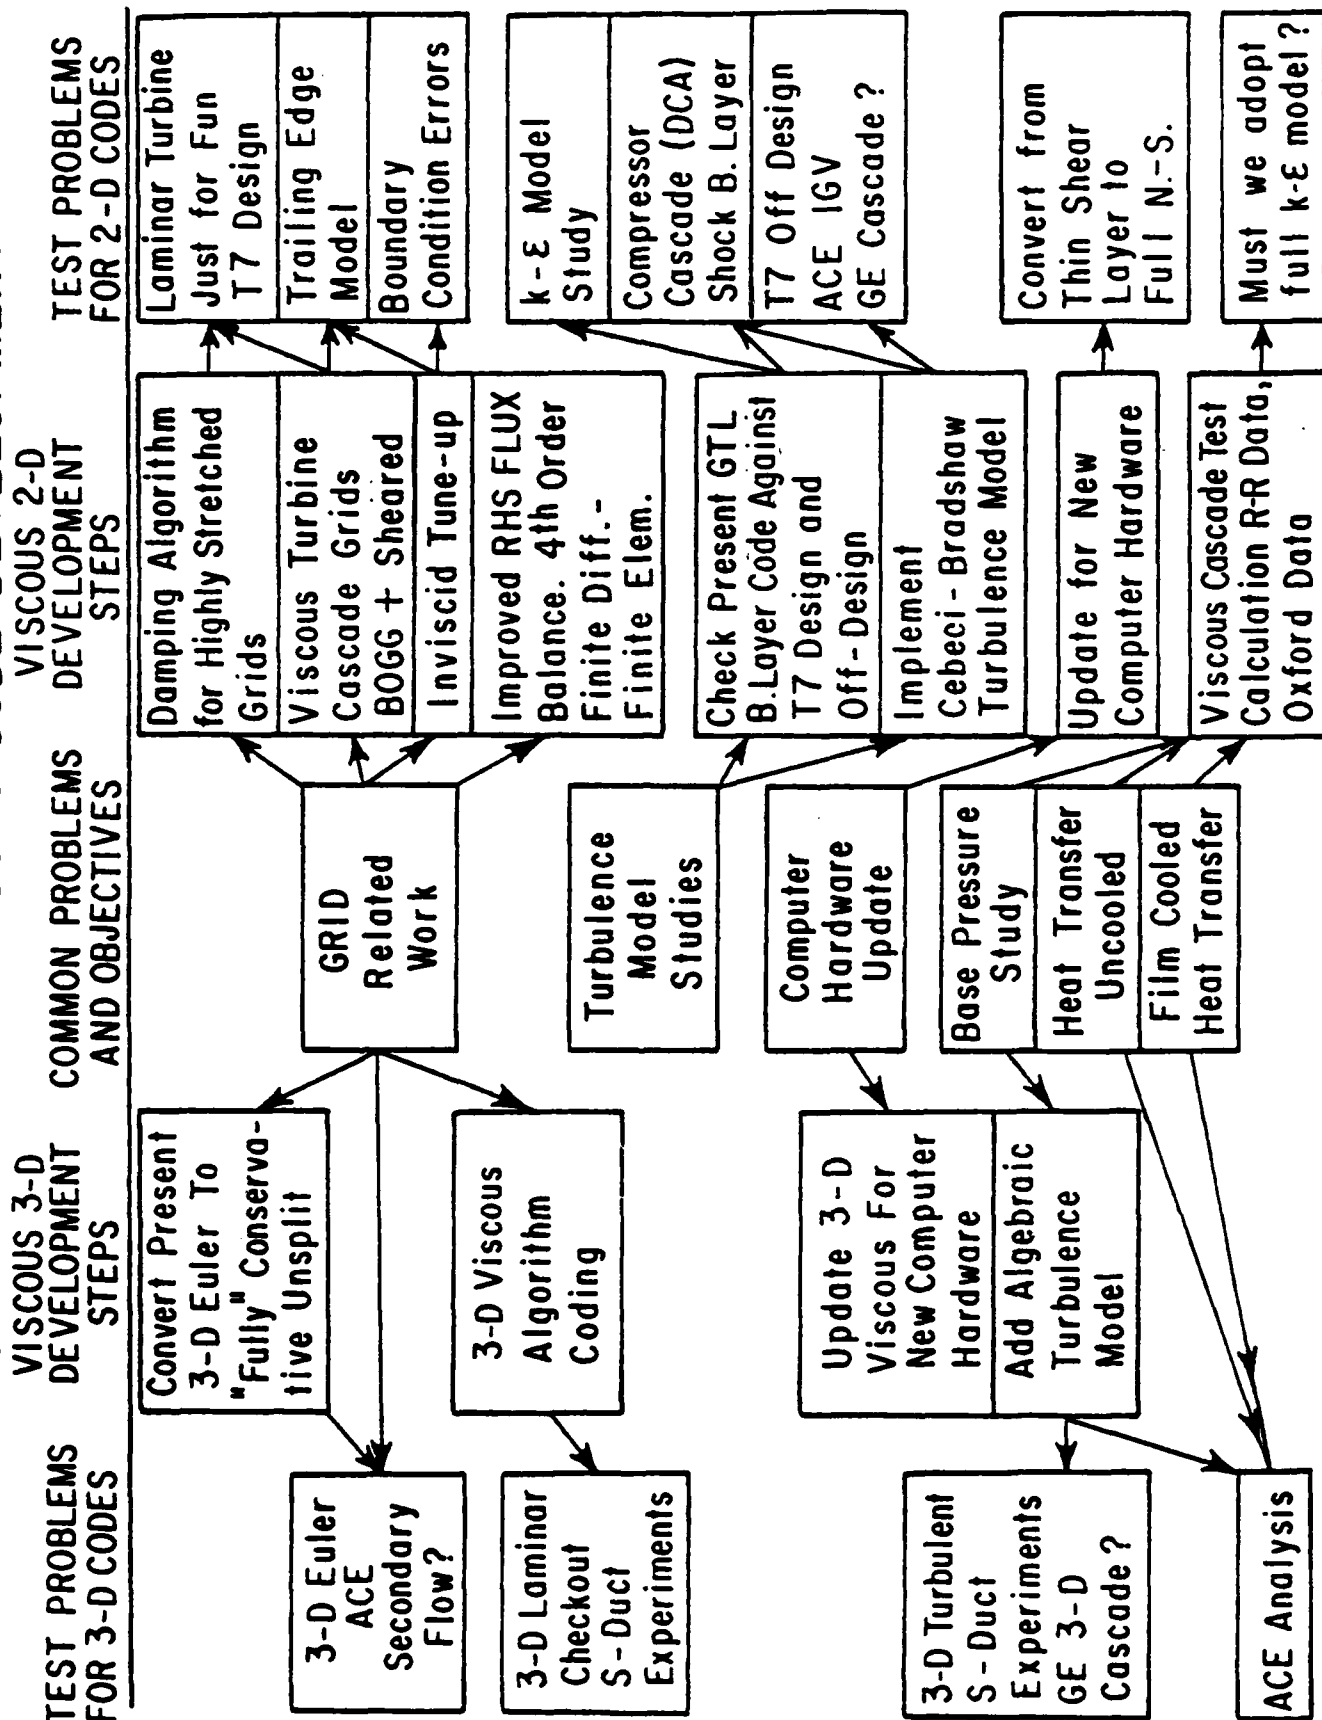 TEST PROBLEMS
FOR 3-D CODES
VISCOUS 3-D
DEVELOPMENT
STEPS
COMMON PROBLEMS
AND OBJECTIVES
VISCOUS 2-D
DEVELOPMENT
STEPS
TEST PROBLEMS
FOR 2-D CODES
3-D Euler
ACE
Secondary
Flow?
3-D Laminar
Checkout
S-Duct
Experiments
3-D Turbulent
S-Duct
Experiments
GE 3-D
Cascade?
ACE Analysis
Convert Present
3-D Euler To
"Fully" Conserva-
tive Unsplit
3-D Viscous
Algorithm
Coding
Update 3-D
Viscous For
New Computer
Hardware
Add Algebraic
Turbulence
Model
GRID
Related
Work
Turbulence
Model
Studies
Computer
Hardware
Update
Base Pressure
Study
Heat Transfer
Uncooled
Film Cooled
Heat Transfer
Damping Algorithm
for Highly Stretched
Grids
Viscous Turbine
Cascade Grids
BOGG + Sheared
Inviscid Tune-up
Improved RHS FLUX
Balance. 4th Order
Finite Diff.-
Finite Elem.
Check Present GTL
B.Layer Code Against
T7 Design and
Off-Design
Implement
Cebeci-Bradshaw
Turbulence Model
Update for New
Computer Hardware
Viscous Cascade Test
Calculation R-R Data,
Oxford Data
Laminar Turbine
Just for Fun
T7 Design
Trailing Edge
Model
Boundary
Condition Errors
k-ε Model
Study
Compressor
Cascade (DCA)
Shock B. Layer
T7 Off Design
ACE IGV
GE Cascade?
Convert from
Thin Shear
Layer to
Full N.-S.
Must we adopt
full k-ε model?